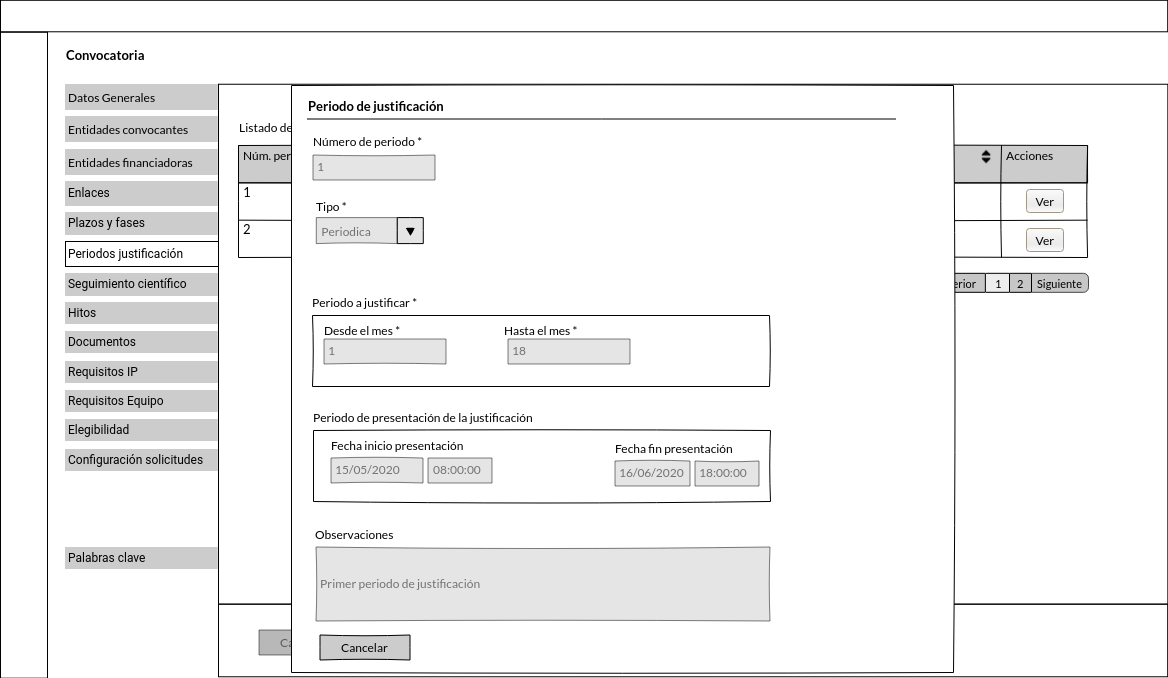 Convocatoria
Datos Generales
Entidades convocantes
Entidades financiadoras
Enlaces
Plazos y fases
Periodos justificación
Seguimiento científico
Hitos
Documentos
Requisitos IP
Requisitos Equipo
Elegibilidad
Configuración solicitudes
Palabras clave
Listado de
Núm. per
1
2
Periodo de justificación
Número de periodo *
1
Tipo *
Periodica
Periodo a justificar *
Desde el mes * Hasta el mes *
1 18
Periodo de presentación de la justificación
Fecha inicio presentación Fecha fin presentación
15/05/2020 08:00:00 16/06/2020 18:00:00
Observaciones
Primer periodo de justificación
Cancelar
Acciones
Ver
Ver
erior 1 2 Siguiente